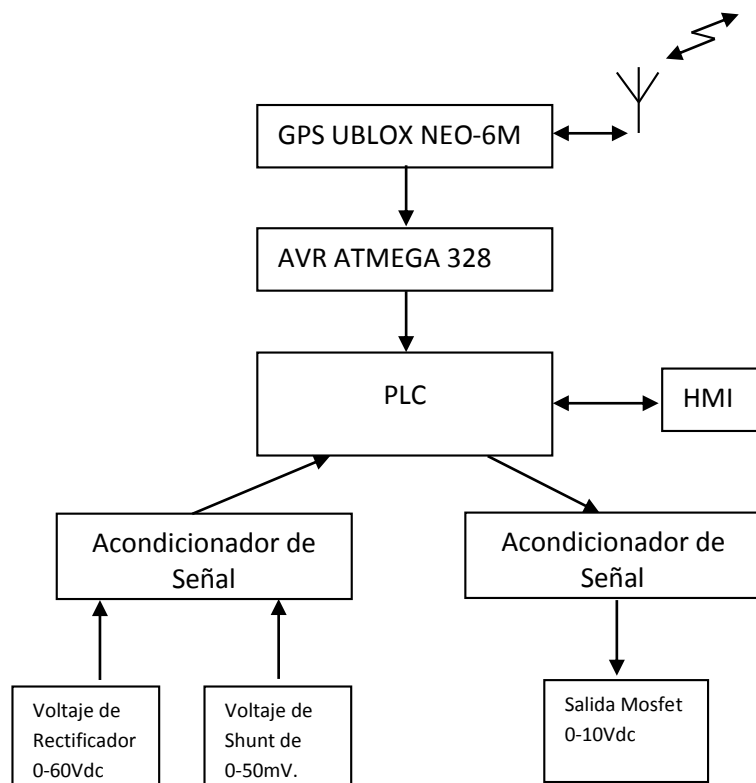 GPS UBLOX NEO-6M
AVR ATMEGA 328
PLC
HMI
Acondicionador de
Señal
Acondicionador de
Señal
Voltaje de
Rectificador
0-60Vdc
Voltaje de
Shunt de
0-50mV.
Salida Mosfet
0-10Vdc